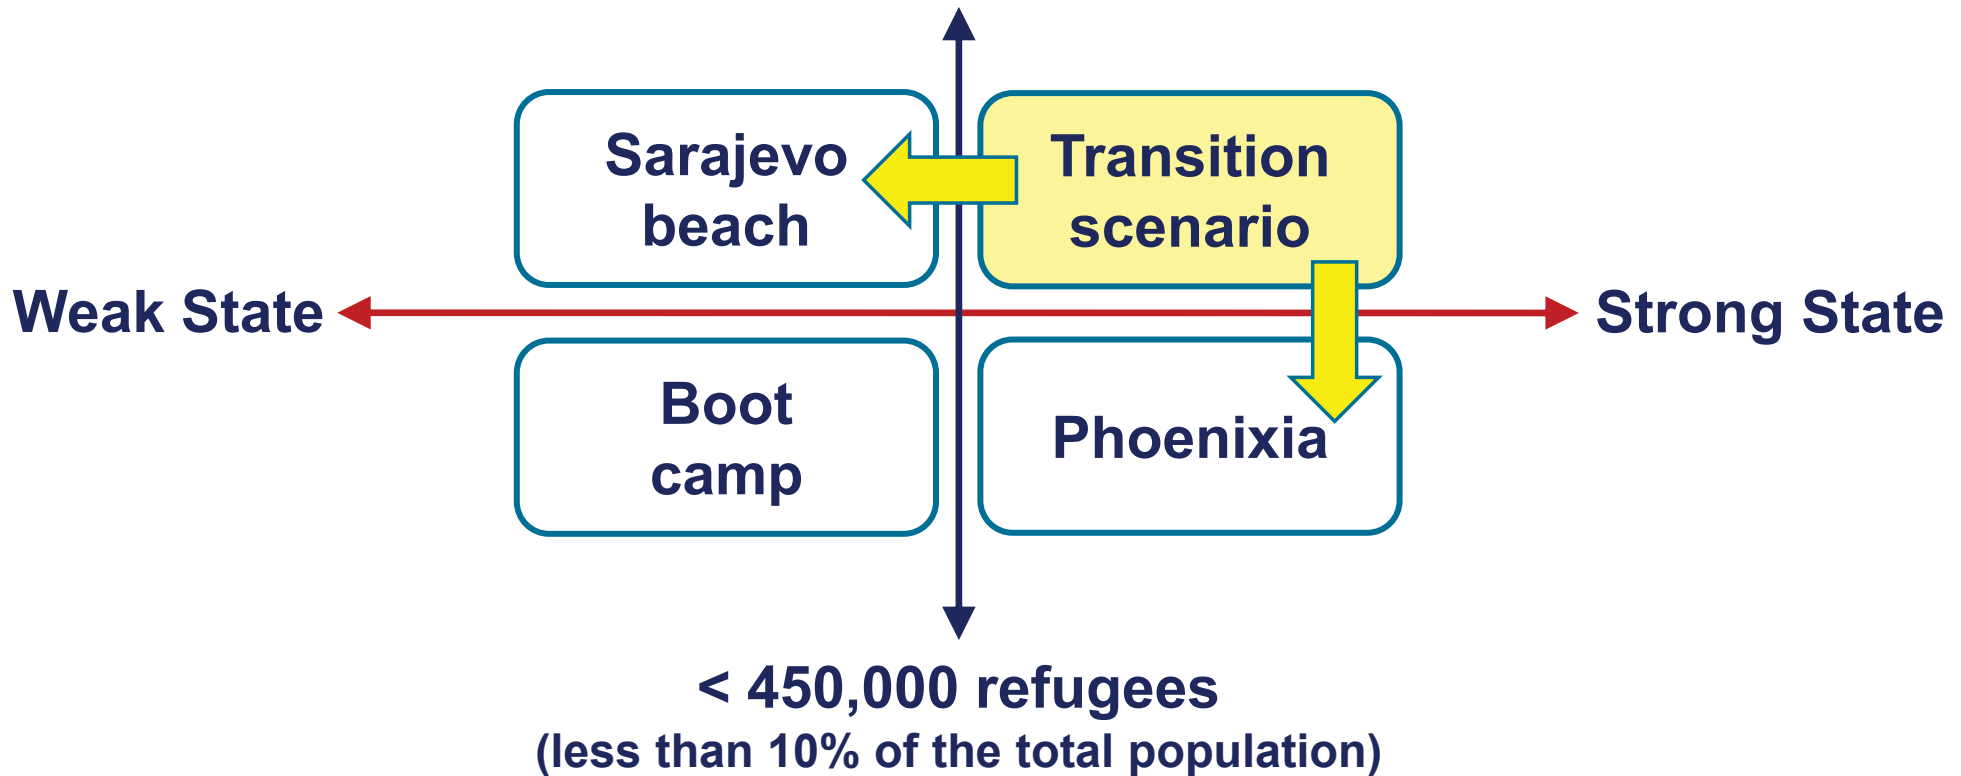 Sarajevo
beach
Transition
scenario
Weak State
Strong State
Boot
camp
Phoenixia
< 450,000 refugees
(less than 10% of the total population)